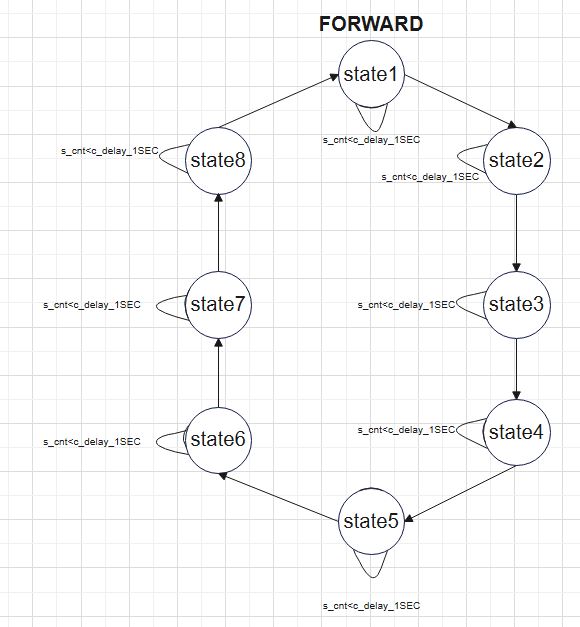 FORWARD
state1
s_cnt<c_delay_1SEC
state2
s_cnt<c_delay_1SEC
state3
s_cnt<c_delay_1SEC
state4
s_cnt<c_delay_1SEC
state5
s_cnt<c_delay_1SEC
state6
s_cnt<c_delay_1SEC
state7
s_cnt<c_delay_1SEC
state8
s_cnt<c_delay_1SEC